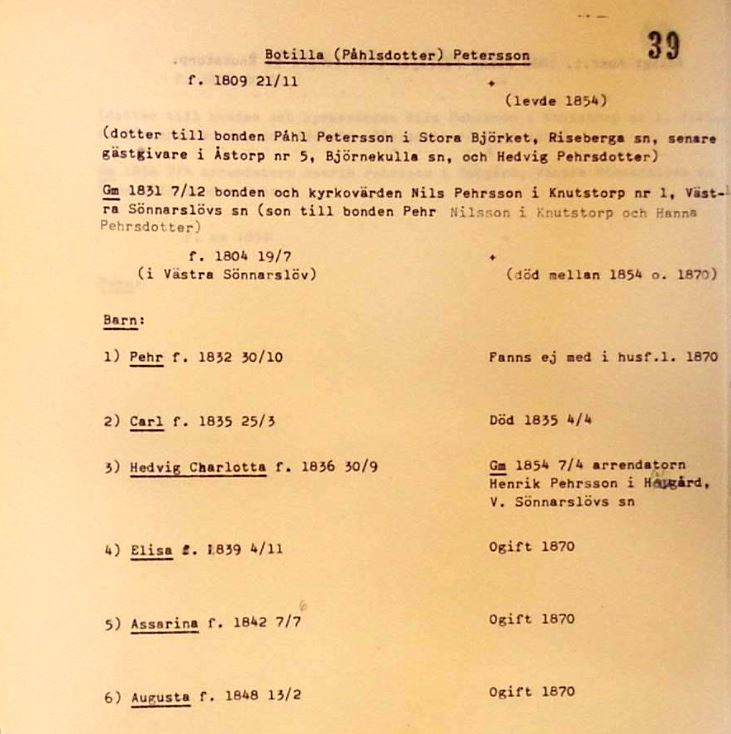 39
Botilla (Påhlsdotter) Petersson
f. 1809 21/11 +
(levde 1854)
(dotter till bonden Påhl Petersson i Stora Björket, Riseberga sn, senare
gästgivare i Åstorp nr 5, Björnekulla sn, och Hedvig Pehrsdotter)
Gm 1831 7/12 bonden och kyrkovärden Nils Pehrsson i Knutstorp nr 1, Väst-
ra Sönnarslövs sn (son till bonden Pehr Nilsson i Knutstorp och Hanna
Pehrsdotter)
f. 1804 19/7 +
(i Västra Sönnarslöv) (död mellan 1854 o. 1870)
Barn:
1) Pehr f. 1832 30/10 Fanns ej med i husf.l. 1870
2) Carl f. 1835 25/3 Död 1835 4/4
3) Hedvig Charlotta f. 1836 30/9 Gm 1854 7/4 arrendatorn
Henrik Pehrsson i
V. Sönnarslövs sn
4) Elisa f. 1839 4/11 Ogift 1870
6
5) Assarina f. 1842 7/7 Ogift 1870
6) Augusta f. 1848 13/2 Ogift 1870